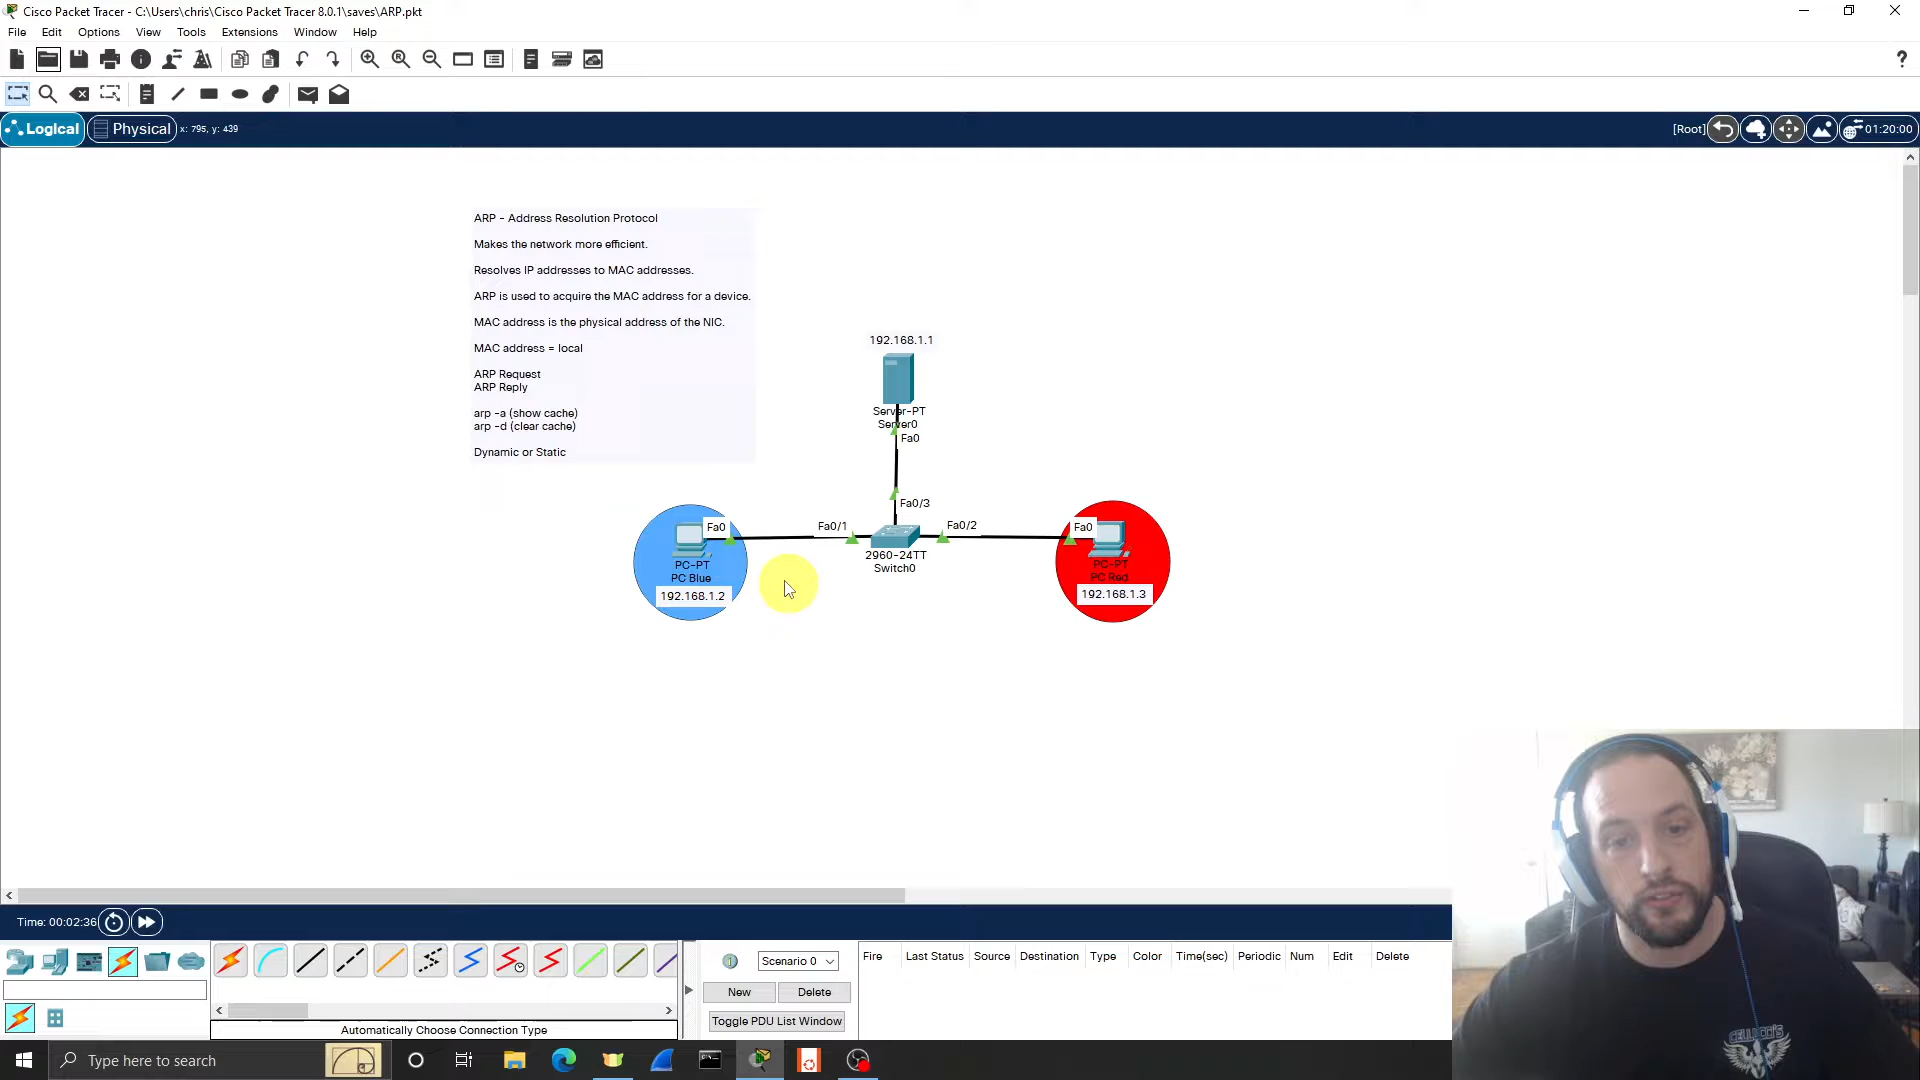 Cisco Packet Tracer - C:\Users\chris\Cisco Packet Tracer 8.0.1\saves\ARP.pkt
File Edit Options View Tools Extensions Window Help
Logical Physical x: 795, y: 439 [Root] 01:20:00
ARP - Address Resolution Protocol
Makes the network more efficient.
Resolves IP addresses to MAC addresses.
ARP is used to acquire the MAC address for a device.
MAC address is the physical address of the NIC.
MAC address = local
ARP Request
ARP Reply
arp -a (show cache)
arp -d (clear cache)
Dynamic or Static
192.168.1.1
Server-PT
Server0
Fa0
Fa0/3
Fa0
Fa0/1
Fa0/2
Fa0
2960-24TT
Switch0
PC-PT
PC Blue
192.168.1.2
PC-PT
PC Red
192.168.1.3
Time: 00:02:36
Scenario 0
New Delete
Toggle PDU List Window
Fire Last Status Source Destination Type Color Time(sec) Periodic Num Edit Delete
Automatically Choose Connection Type
Type here to search
CELLUCCI'S